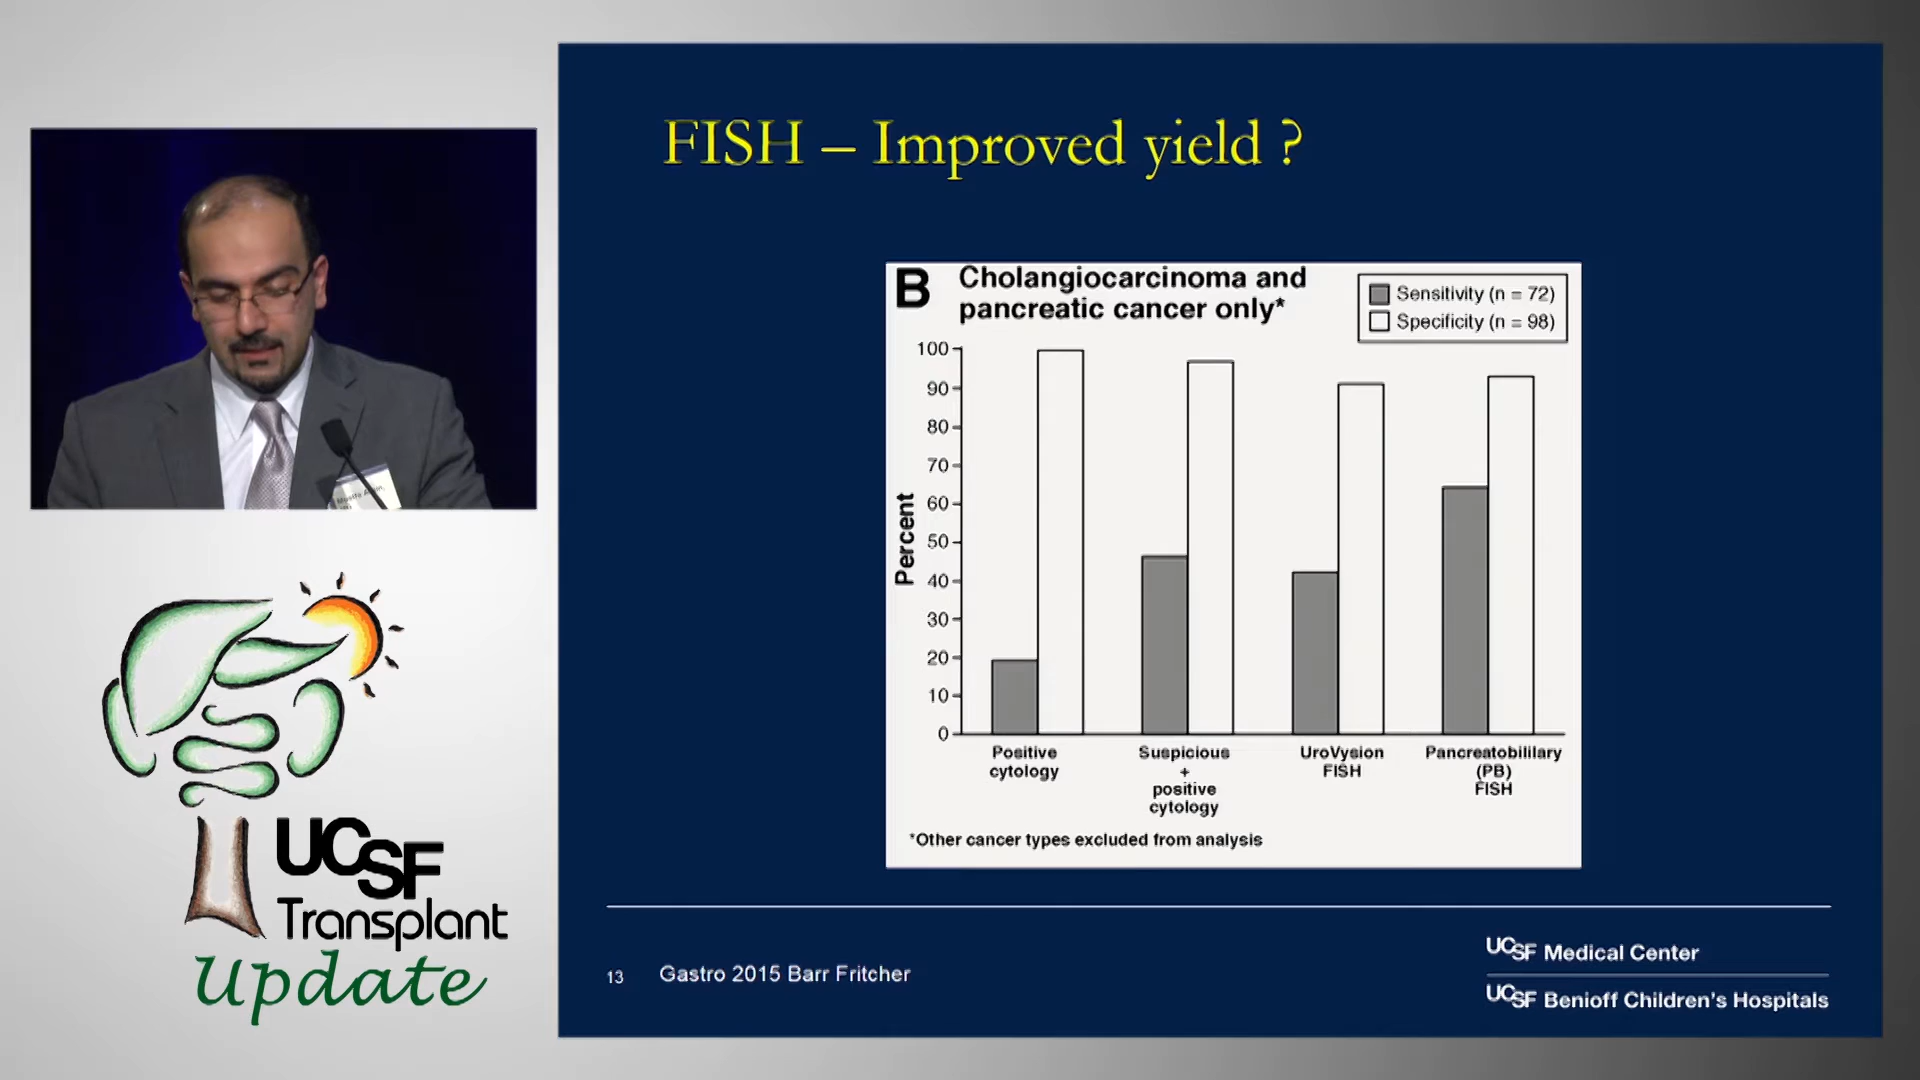 FISH – Improved yield ?
B
Cholangiocarcinoma and
pancreatic cancer only*
Sensitivity (n = 72)
Specificity (n = 98)
Percent
100
90
80
70
60
50
40
30
20
10
0
Positive
cytology
Suspicious
+
positive
cytology
UroVysion
FISH
Pancreatobililary
(PB)
FISH
*Other cancer types excluded from analysis
13
Gastro 2015 Barr Fritcher
UCSF Medical Center
UCSF Benioff Children's Hospitals
UCSF
Transplant
Update